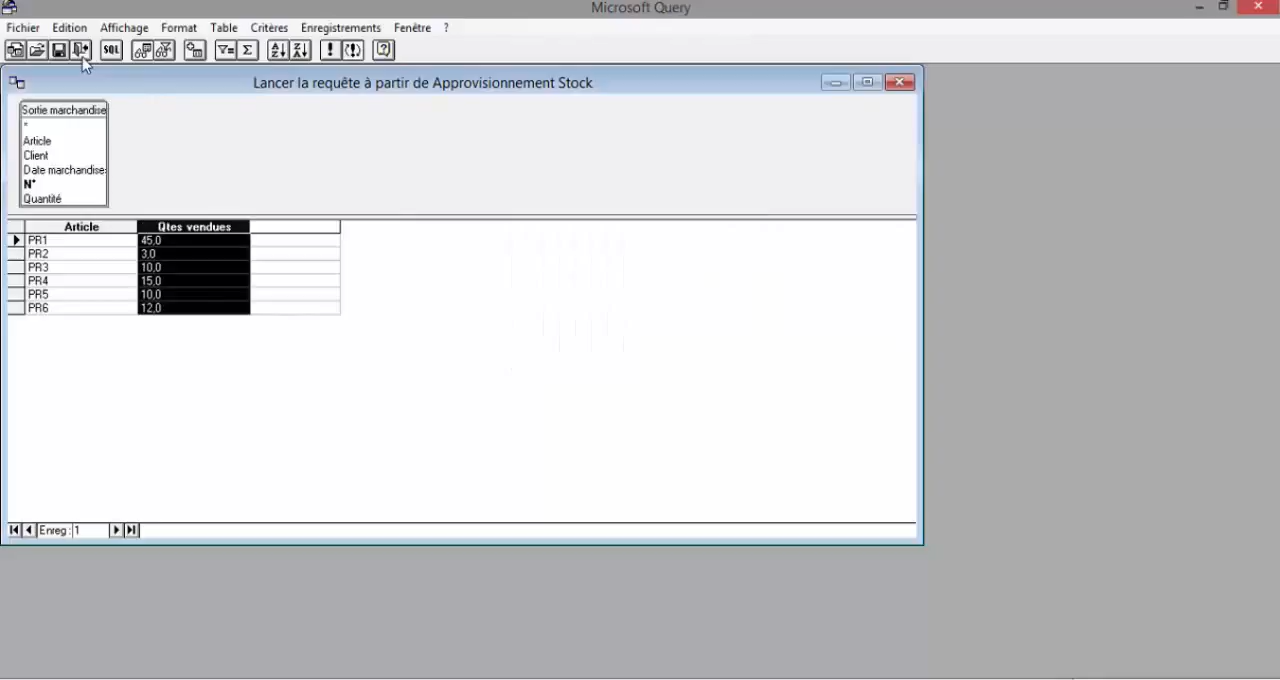 Microsoft Query
Fichier Edition Affichage Format Table Critères Enregistrements Fenêtre ?
SQL
Lancer la requête à partir de Approvisionnement Stock
Sortie marchandise
*
Article
Client
Date marchandise:
N°
Quantité
Article Qtes vendues
PR1 45,0
PR2 3,0
PR3 10,0
PR4 15,0
PR5 10,0
PR6 12,0
Enreg : 1